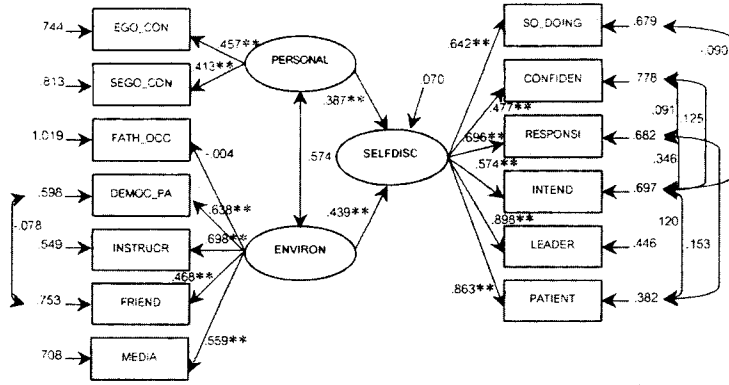 .744
EGO_CON
.457**
.813
SEGO_CON
.413**
PERSONAL
1.019
FATH_OCC
-.004
.598
DEMOC_PA
.638**
-.078
.549
INSTRUCR
.698**
.753
FRIEND
.468**
.708
MEDIA
.559**
ENVIRON
.574
.387**
.439**
.070
SELFDISC
.642**
SO_DOING
.679
-.090
.477**
CONFIDEN
.778
.091
.125
.696**
RESPONSI
.682
.346
.574**
INTEND
.697
.898**
LEADER
.446
.120
.153
.863**
PATIENT
.382